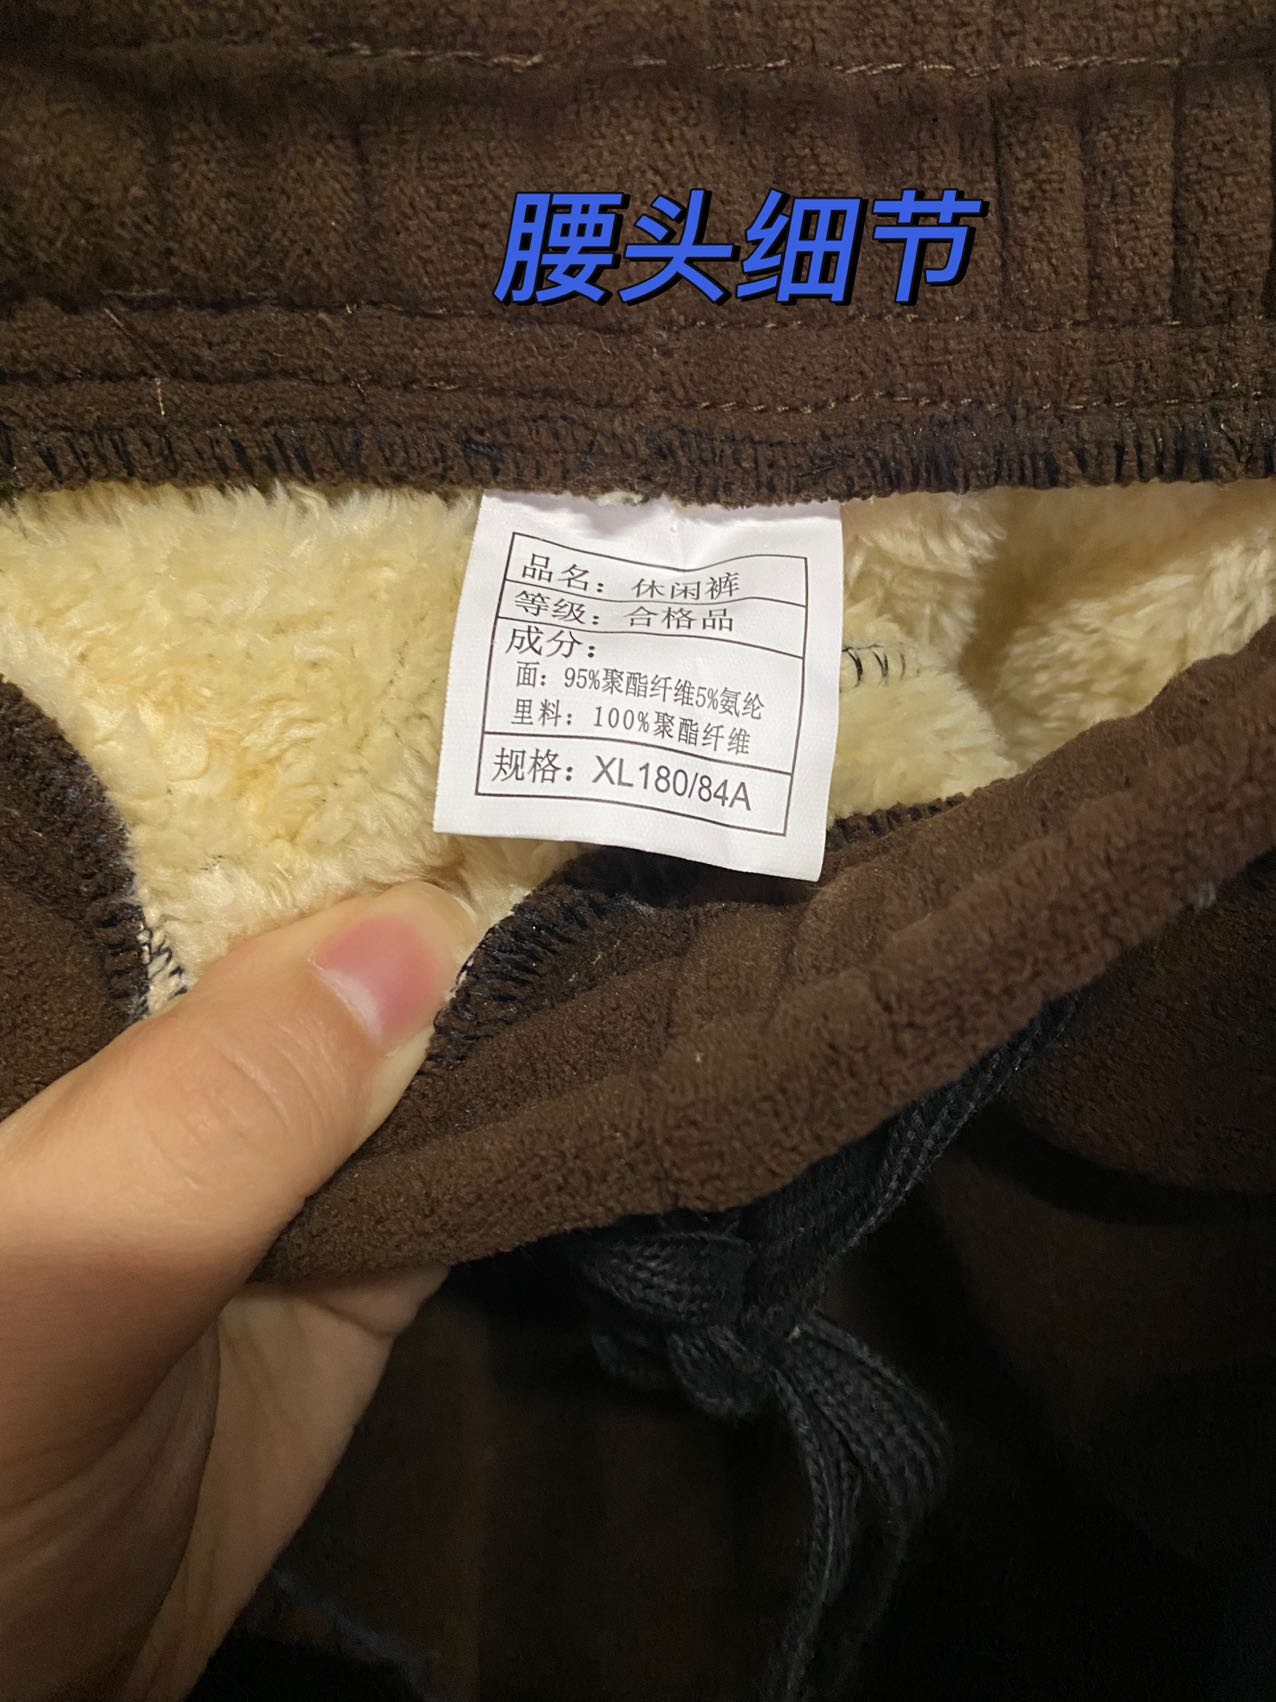 腰头细节
品名：休闲裤
等级：合格品
成分：
面：95%聚酯纤维5%氨纶
里料：100%聚酯纤维
规格：XL180/84A